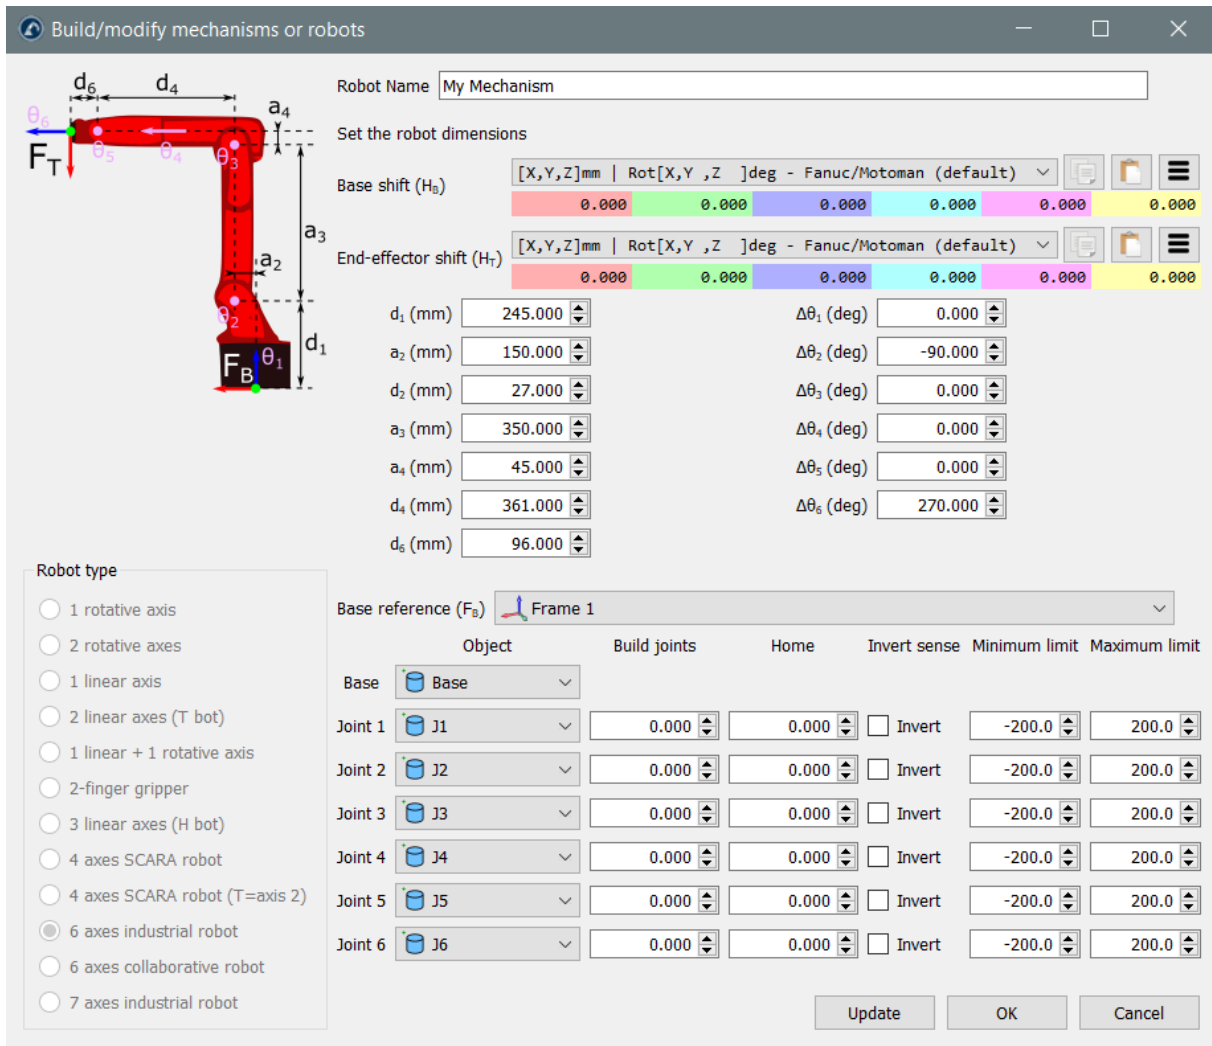 Build/modify mechanisms or robots
d6 d4
a4
θ6
FT
θ5 θ4 θ3
a3
a2
θ2
d1
FB θ1
Robot Name My Mechanism
Set the robot dimensions
Base shift (HB) [X,Y,Z]mm | Rot[X,Y ,Z ]deg - Fanuc/Motoman (default)
0.000 0.000 0.000 0.000 0.000 0.000
End-effector shift (HT) [X,Y,Z]mm | Rot[X,Y ,Z ]deg - Fanuc/Motoman (default)
0.000 0.000 0.000 0.000 0.000 0.000
d1 (mm) 245.000 Δθ1 (deg) 0.000
a2 (mm) 150.000 Δθ2 (deg) -90.000
d2 (mm) 27.000 Δθ3 (deg) 0.000
a3 (mm) 350.000 Δθ4 (deg) 0.000
a4 (mm) 45.000 Δθ5 (deg) 0.000
d4 (mm) 361.000 Δθ6 (deg) 270.000
d6 (mm) 96.000
Robot type
1 rotative axis
2 rotative axes
1 linear axis
2 linear axes (T bot)
1 linear + 1 rotative axis
2-finger gripper
3 linear axes (H bot)
4 axes SCARA robot
4 axes SCARA robot (T=axis 2)
6 axes industrial robot
6 axes collaborative robot
7 axes industrial robot
Base reference (FB) Frame 1
Object Build joints Home Invert sense Minimum limit Maximum limit
Base Base
Joint 1 J1 0.000 0.000 Invert -200.0 200.0
Joint 2 J2 0.000 0.000 Invert -200.0 200.0
Joint 3 J3 0.000 0.000 Invert -200.0 200.0
Joint 4 J4 0.000 0.000 Invert -200.0 200.0
Joint 5 J5 0.000 0.000 Invert -200.0 200.0
Joint 6 J6 0.000 0.000 Invert -200.0 200.0
Update OK Cancel